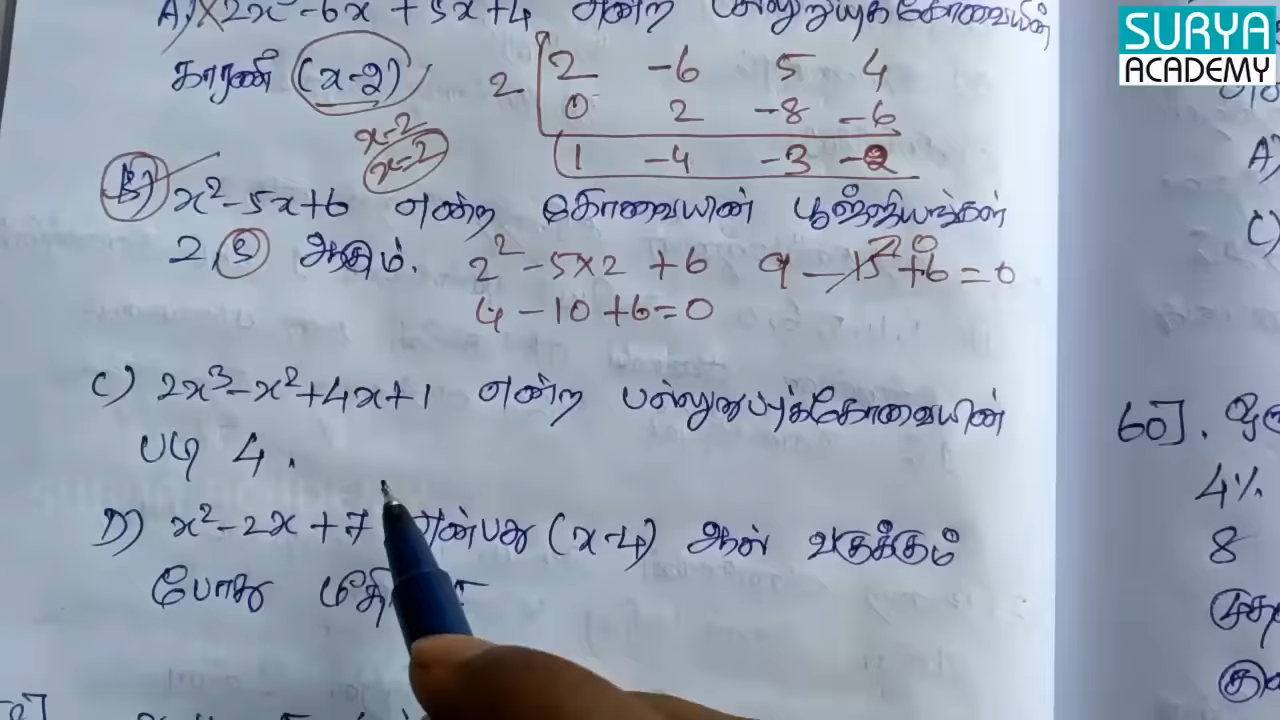 A) 2x³-6x + 5x+4 என்ற பல்லுறுப்புக்கோவையின்
காரணி (x-2)
2 | 2 -6 5 4
0 2 -8 -6
1 -4 -3 -2
x-2
x-2
B) x²-5x+6 என்ற கோவையின் பூஜ்ஜியங்கள்
2, 3 ஆகும்.
2² -5x2 +6
4 -10 +6=0
9 - 15 +6 = 0
C) 2x³-x²+4x+1 என்ற பல்லுறுப்புக்கோவையின்
படி 4.
D) x²-2x+7 என்பது (x-4) ஆல் வகுக்கும்
போது
SURYA
ACADEMY
A)
C)
60].
4%
8